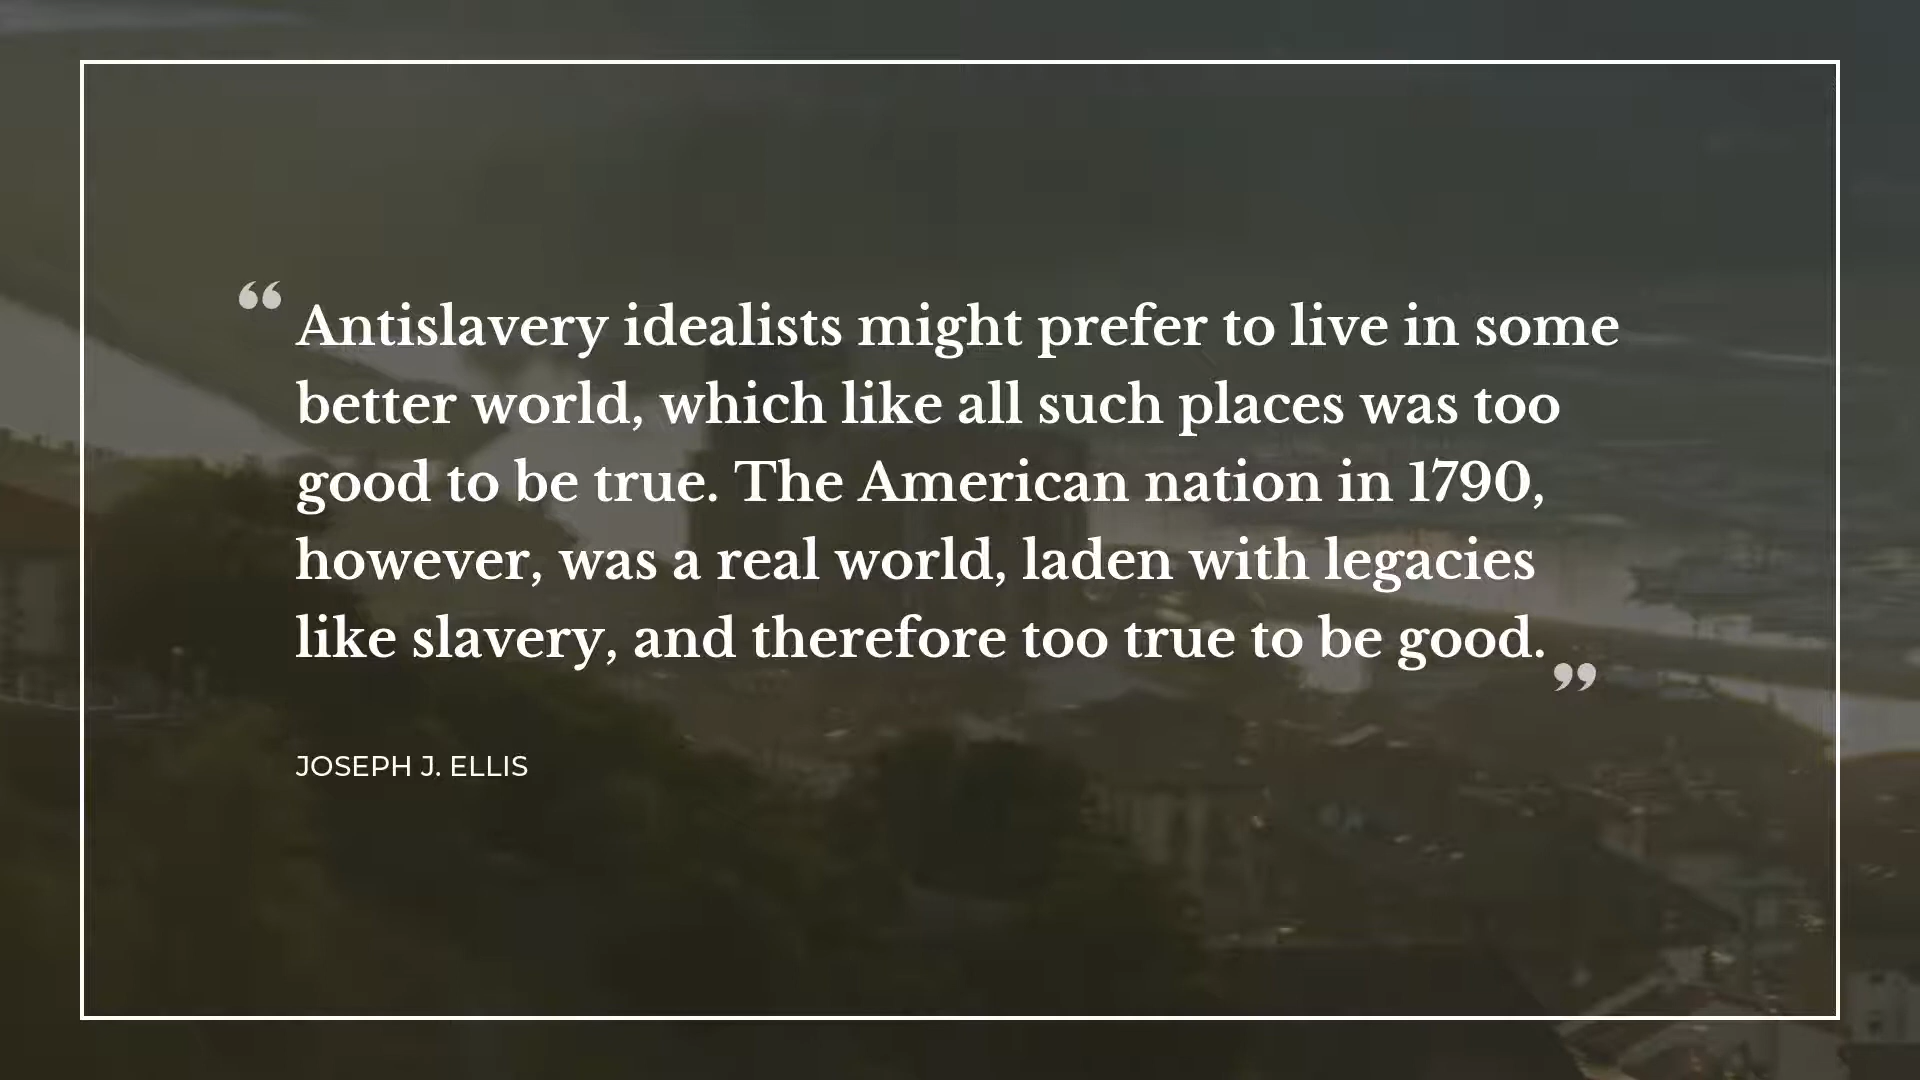 “Antislavery idealists might prefer to live in some
better world, which like all such places was too
good to be true. The American nation in 1790,
however, was a real world, laden with legacies
like slavery, and therefore too true to be good.”
JOSEPH J. ELLIS